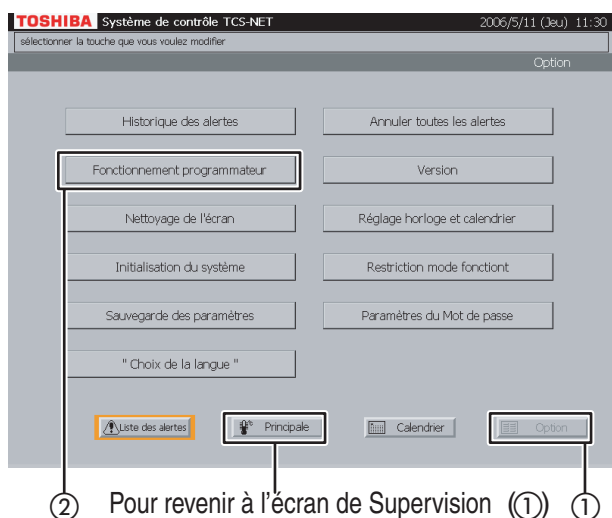 TOSHIBA Système de contrôle TCS-NET 2006/5/11 (Jeu) 11:30
sélectionner la touche que vous voulez modifier
Option
Historique des alertes Annuler toutes les alertes
Fonctionnement programmateur Version
Nettoyage de l'écran Réglage horloge et calendrier
Initialisation du système Restriction mode fonctiont
Sauvegarde des paramètres Paramètres du Mot de passe
" Choix de la langue "
Liste des alertes Principale Calendrier Option
② Pour revenir à l'écran de Supervision (①) ①